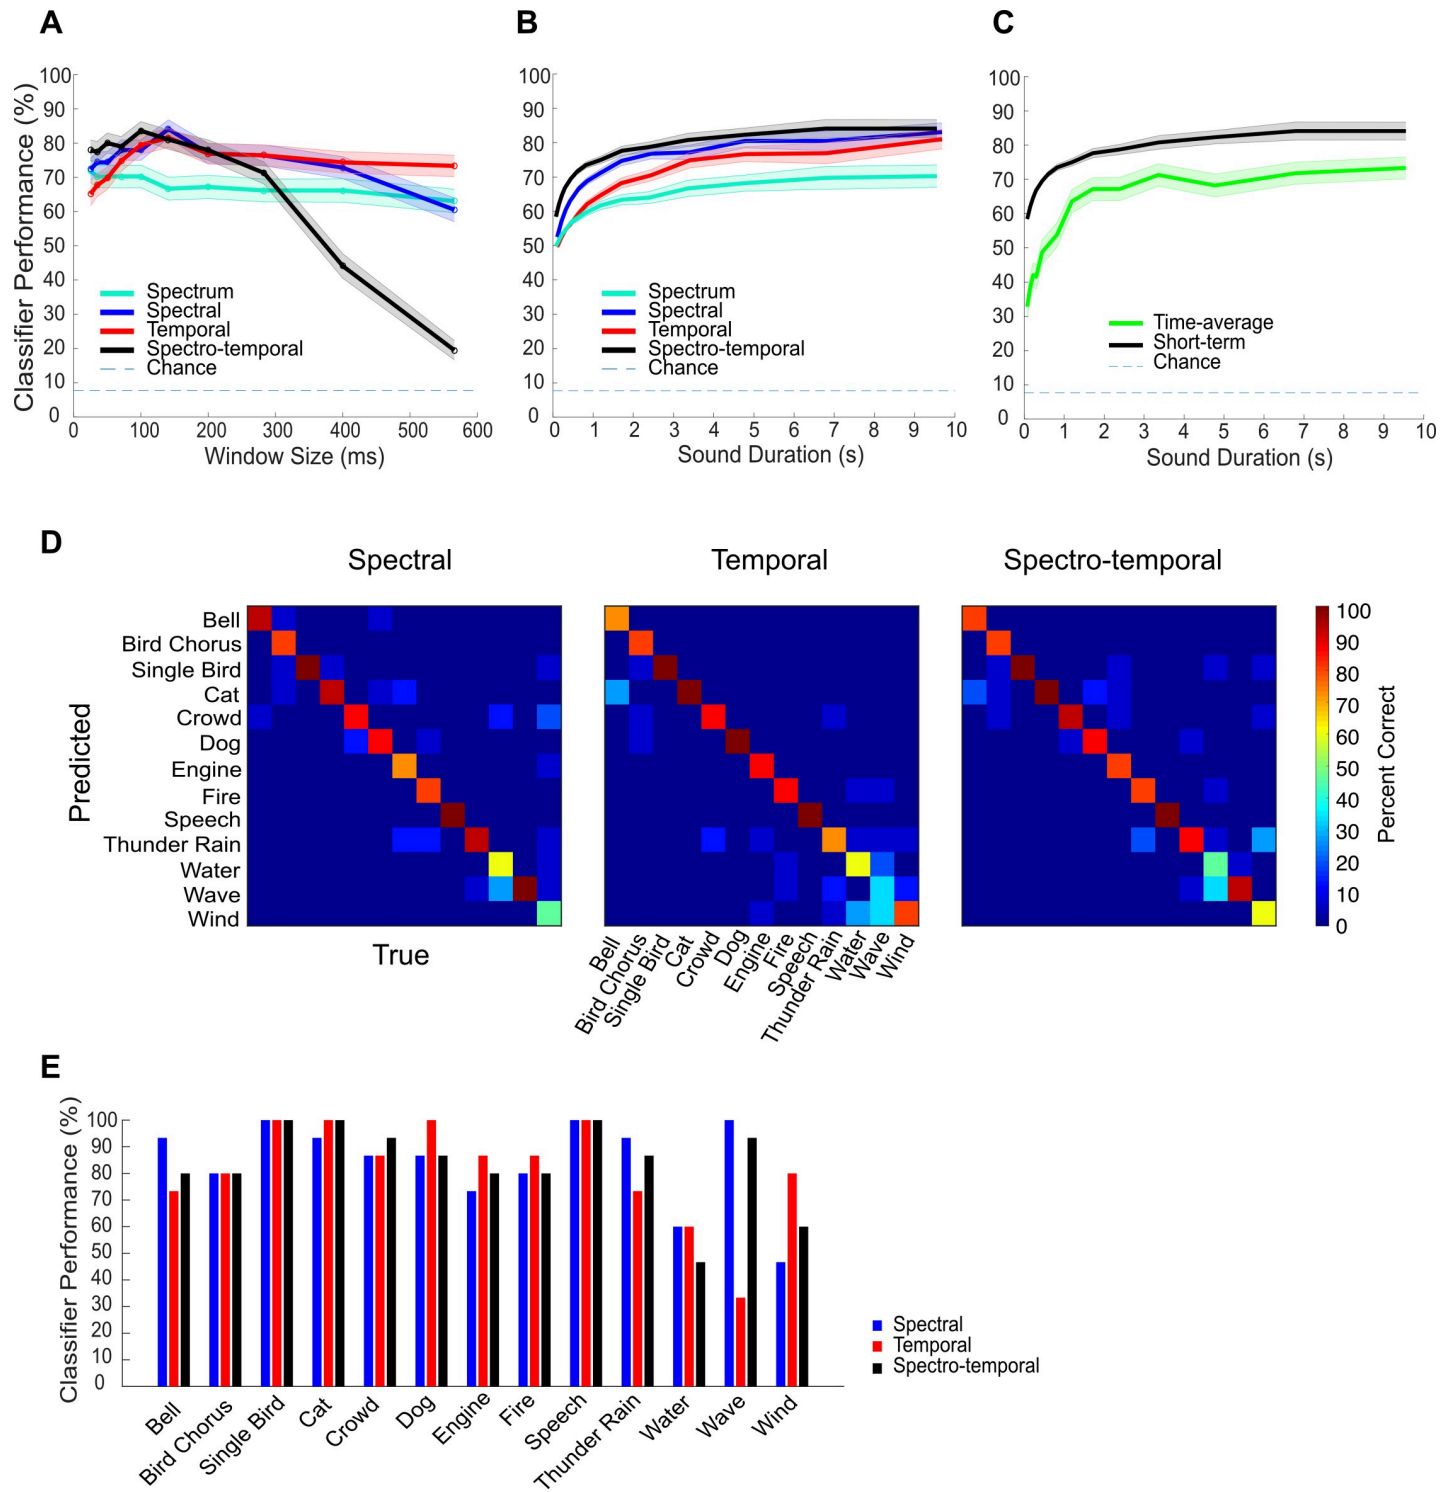 A
B
C
Classifier Performance (%)
100
90
80
70
60
50
40
30
20
10
0
Spectrum
Spectral
Temporal
Spectro-temporal
Chance
0 100 200 300 400 500 600
Window Size (ms)
100
90
80
70
60
50
40
30
20
10
0
Spectrum
Spectral
Temporal
Spectro-temporal
Chance
0 1 2 3 4 5 6 7 8 9 10
Sound Duration (s)
100
90
80
70
60
50
40
30
20
10
0
Time-average
Short-term
Chance
0 1 2 3 4 5 6 7 8 9 10
Sound Duration (s)
D
Spectral
Temporal
Spectro-temporal
Predicted
Bell
Bird Chorus
Single Bird
Cat
Crowd
Dog
Engine
Fire
Speech
Thunder Rain
Water
Wave
Wind
True
Bell
Bird Chorus
Single Bird
Cat
Crowd
Dog
Engine
Fire
Speech
Thunder Rain
Water
Wave
Wind
100
90
80
70
60
50
40
30
20
10
0
Percent Correct
E
Classifier Performance (%)
100
90
80
70
60
50
40
30
20
10
0
Bell
Bird Chorus
Single Bird
Cat
Crowd
Dog
Engine
Fire
Speech
Thunder Rain
Water
Wave
Wind
Spectral
Temporal
Spectro-temporal